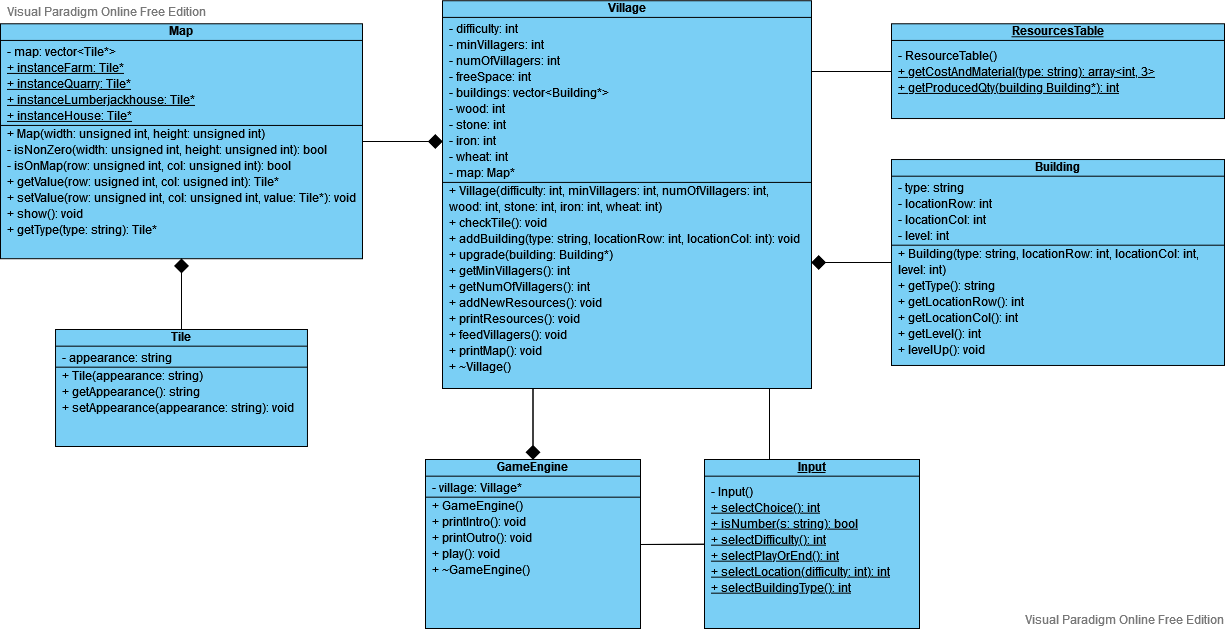 Visual Paradigm Online Free Edition
Map
- map: vector<Tile*>
+ instanceFarm: Tile*
+ instanceQuarry: Tile*
+ instanceLumberjackhouse: Tile*
+ instanceHouse: Tile*
+ Map(width: unsigned int, height: unsigned int)
- isNonZero(width: unsigned int, height: unsigned int): bool
- isOnMap(row: unsigned int, col: unsigned int): bool
+ getValue(row: usigned int, col: usigned int): Tile*
+ setValue(row: unsigned int, col: unsigned int, value: Tile*): void
+ show(): void
+ getType(type: string): Tile*
Tile
- appearance: string
+ Tile(appearance: string)
+ getAppearance(): string
+ setAppearance(appearance: string): void
Village
- difficulty: int
- minVillagers: int
- numOfVillagers: int
- freeSpace: int
- buildings: vector<Building*>
- wood: int
- stone: int
- iron: int
- wheat: int
- map: Map*
+ Village(difficulty: int, minVillagers: int, numOfVillagers: int,
wood: int, stone: int, iron: int, wheat: int)
+ checkTile(): void
+ addBuilding(type: string, locationRow: int, locationCol: int): void
+ upgrade(building: Building*)
+ getMinVillagers(): int
+ getNumOfVillagers(): int
+ addNewResources(): void
+ printResources(): void
+ feedVillagers(): void
+ printMap(): void
+ ~Village()
ResourcesTable
- ResourceTable()
+ getCostAndMaterial(type: string): array<int, 3>
+ getProducedQty(building Building*): int
Building
- type: string
- locationRow: int
- locationCol: int
- level: int
+ Building(type: string, locationRow: int, locationCol: int,
level: int)
+ getType(): string
+ getLocationRow(): int
+ getLocationCol(): int
+ getLevel(): int
+ levelUp(): void
GameEngine
- village: Village*
+ GameEngine()
+ printIntro(): void
+ printOutro(): void
+ play(): void
+ ~GameEngine()
Input
- Input()
+ selectChoice(): int
+ isNumber(s: string): bool
+ selectDifficulty(): int
+ selectPlayOrEnd(): int
+ selectLocation(difficulty: int): int
+ selectBuildingType(): int
Visual Paradigm Online Free Edition